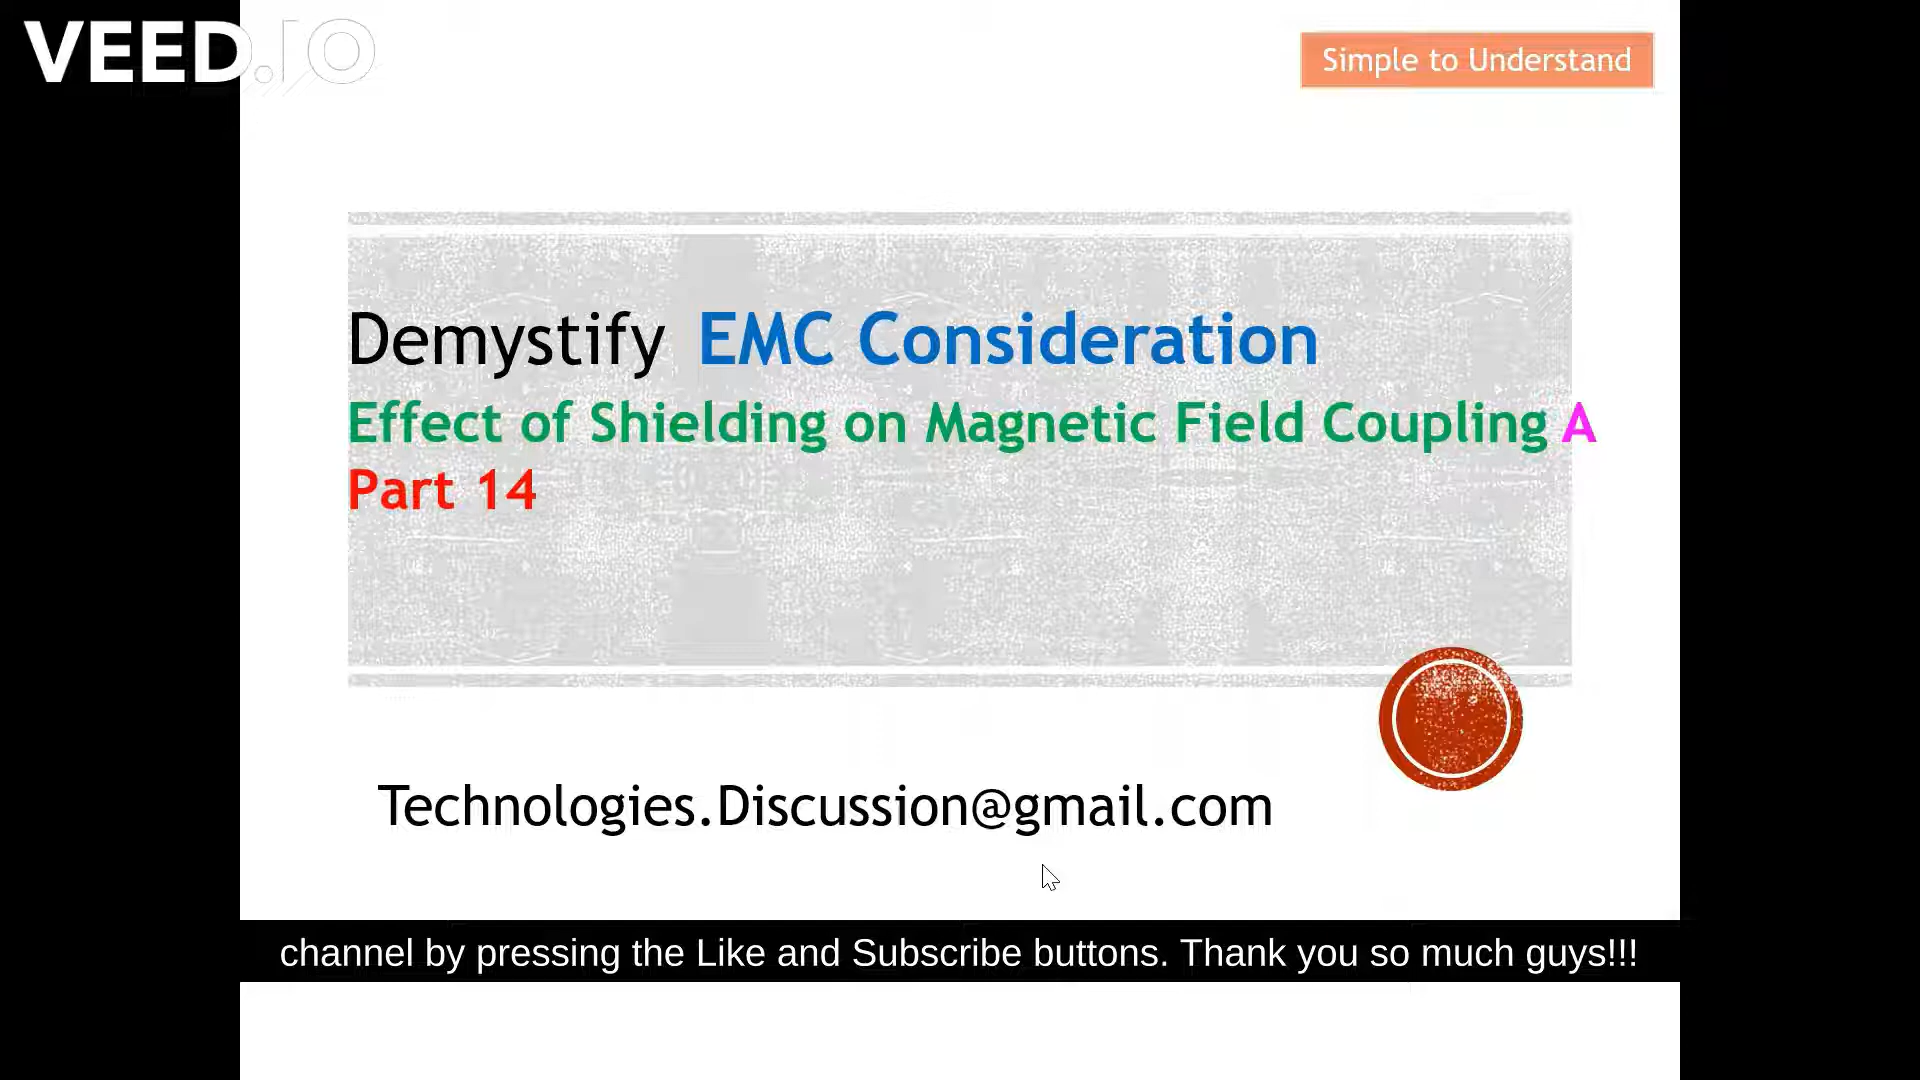 VEED.IO
Simple to Understand
Demystify EMC Consideration
Effect of Shielding on Magnetic Field Coupling A
Part 14
Technologies.Discussion@gmail.com
channel by pressing the Like and Subscribe buttons. Thank you so much guys!!!